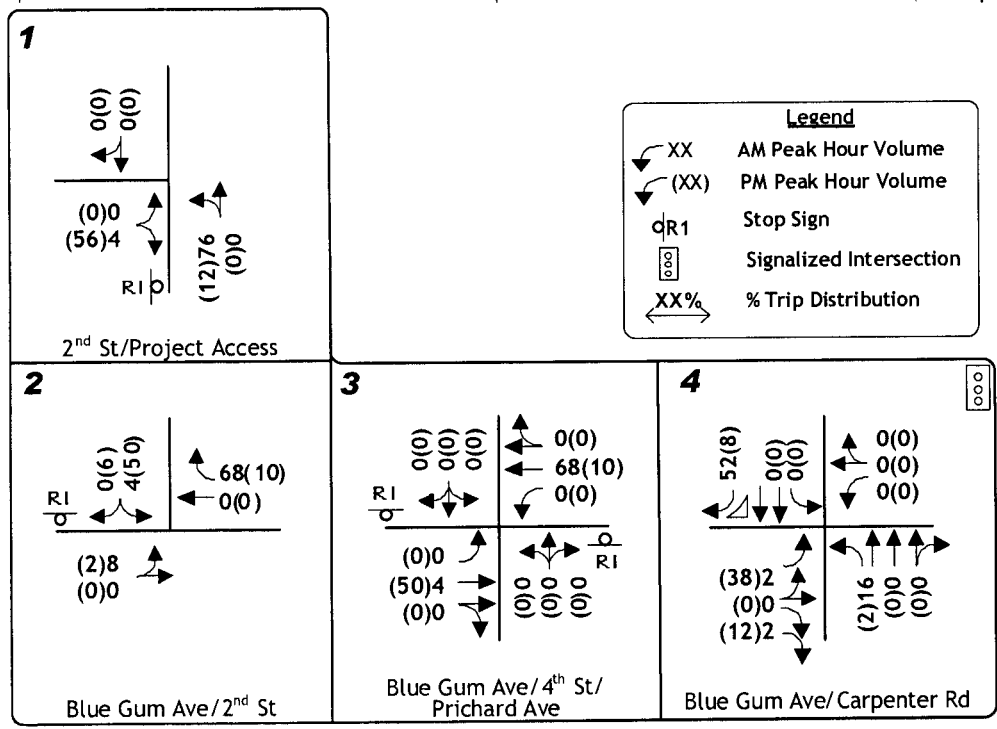 1
0(0)
0(0)
(0)0
(56)4
(12)76
(0)0
R1
2nd St/Project Access
Legend
XX AM Peak Hour Volume
(XX) PM Peak Hour Volume
R1 Stop Sign
Signalized Intersection
XX% % Trip Distribution
2
0(6)
4(50)
68(10)
0(0)
R1
(2)8
(0)0
Blue Gum Ave/2nd St
3
0(0)
0(0)
0(0)
0(0)
68(10)
0(0)
R1
(0)0
(50)4
(0)0
(0)0
(0)0
(0)0
R1
Blue Gum Ave/4th St/
Prichard Ave
4
52(8)
0(0)
0(0)
0(0)
0(0)
0(0)
(38)2
(0)0
(12)2
(2)16
(0)0
(0)0
Blue Gum Ave/Carpenter Rd